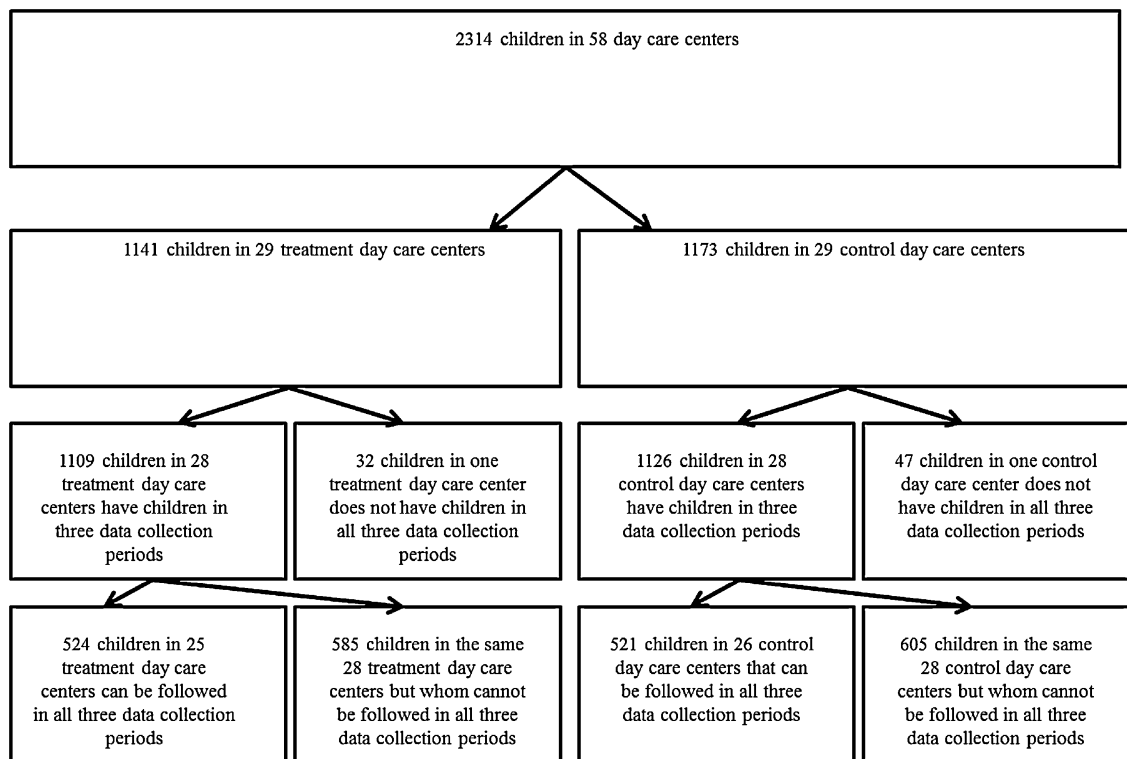 2314 children in 58 day care centers
1141 children in 29 treatment day care centers
1173 children in 29 control day care centers
1109 children in 28
treatment day care
centers have children in
three data collection
periods
32 children in one
treatment day care center
does not have children in
all three data collection
periods
1126 children in 28
control day care centers
have children in three
data collection periods
47 children in one control
day care center does not
have children in all three
data collection periods
524 children in 25
treatment day care
centers can be followed
in all three data collection
periods
585 children in the same
28 treatment day care
centers but whom cannot
be followed in all three
data collection periods
521 children in 26 control
day care centers that can
be followed in all three
data collection periods
605 children in the same
28 control day care
centers but whom cannot
be followed in all three
data collection periods